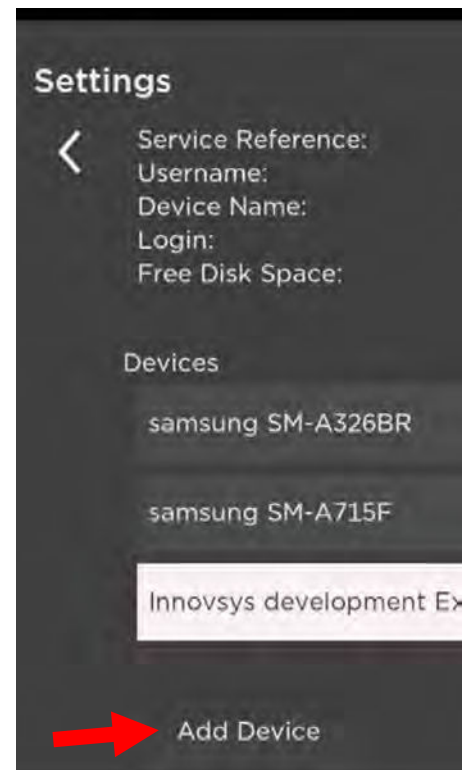 Settings
Service Reference:
Username:
Device Name:
Login:
Free Disk Space:
Devices
samsung SM-A326BR
samsung SM-A715F
Innovsys development Ex
Add Device